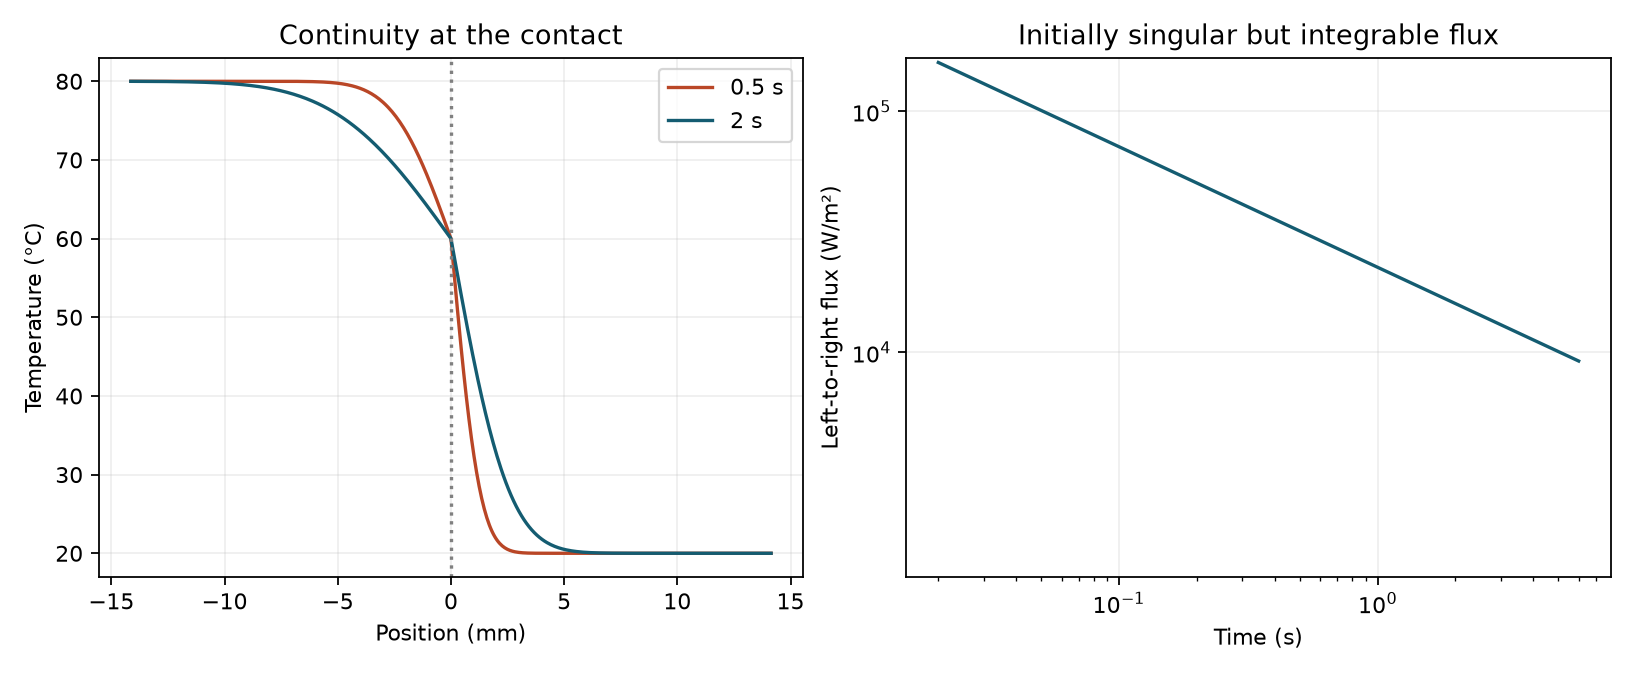 Continuity at the contact
80
70
60
50
40
30
20
Temperature (°C)
0.5 s
2 s
−15
−10
−5
0
5
10
15
Position (mm)
Initially singular but integrable flux
10⁵
10⁴
Left-to-right flux (W/m²)
10⁻¹
10⁰
Time (s)